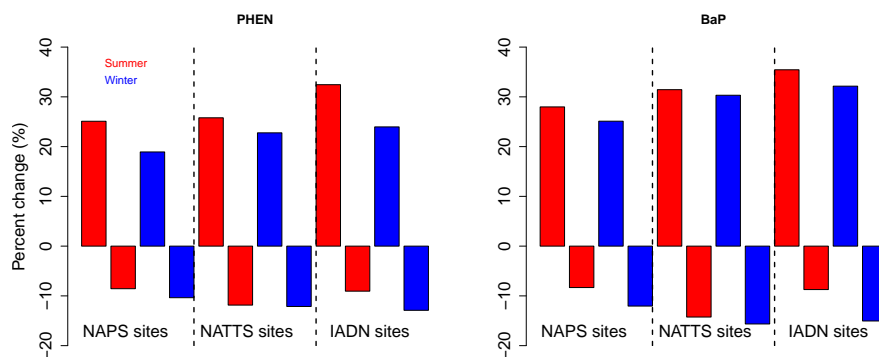 PHEN
Percent change (%)
40
30
20
10
0
−10
−20
Summer
Winter
NAPS sites
NATTS sites
IADN sites
BaP
40
30
20
10
0
−10
−20
NAPS sites
NATTS sites
IADN sites